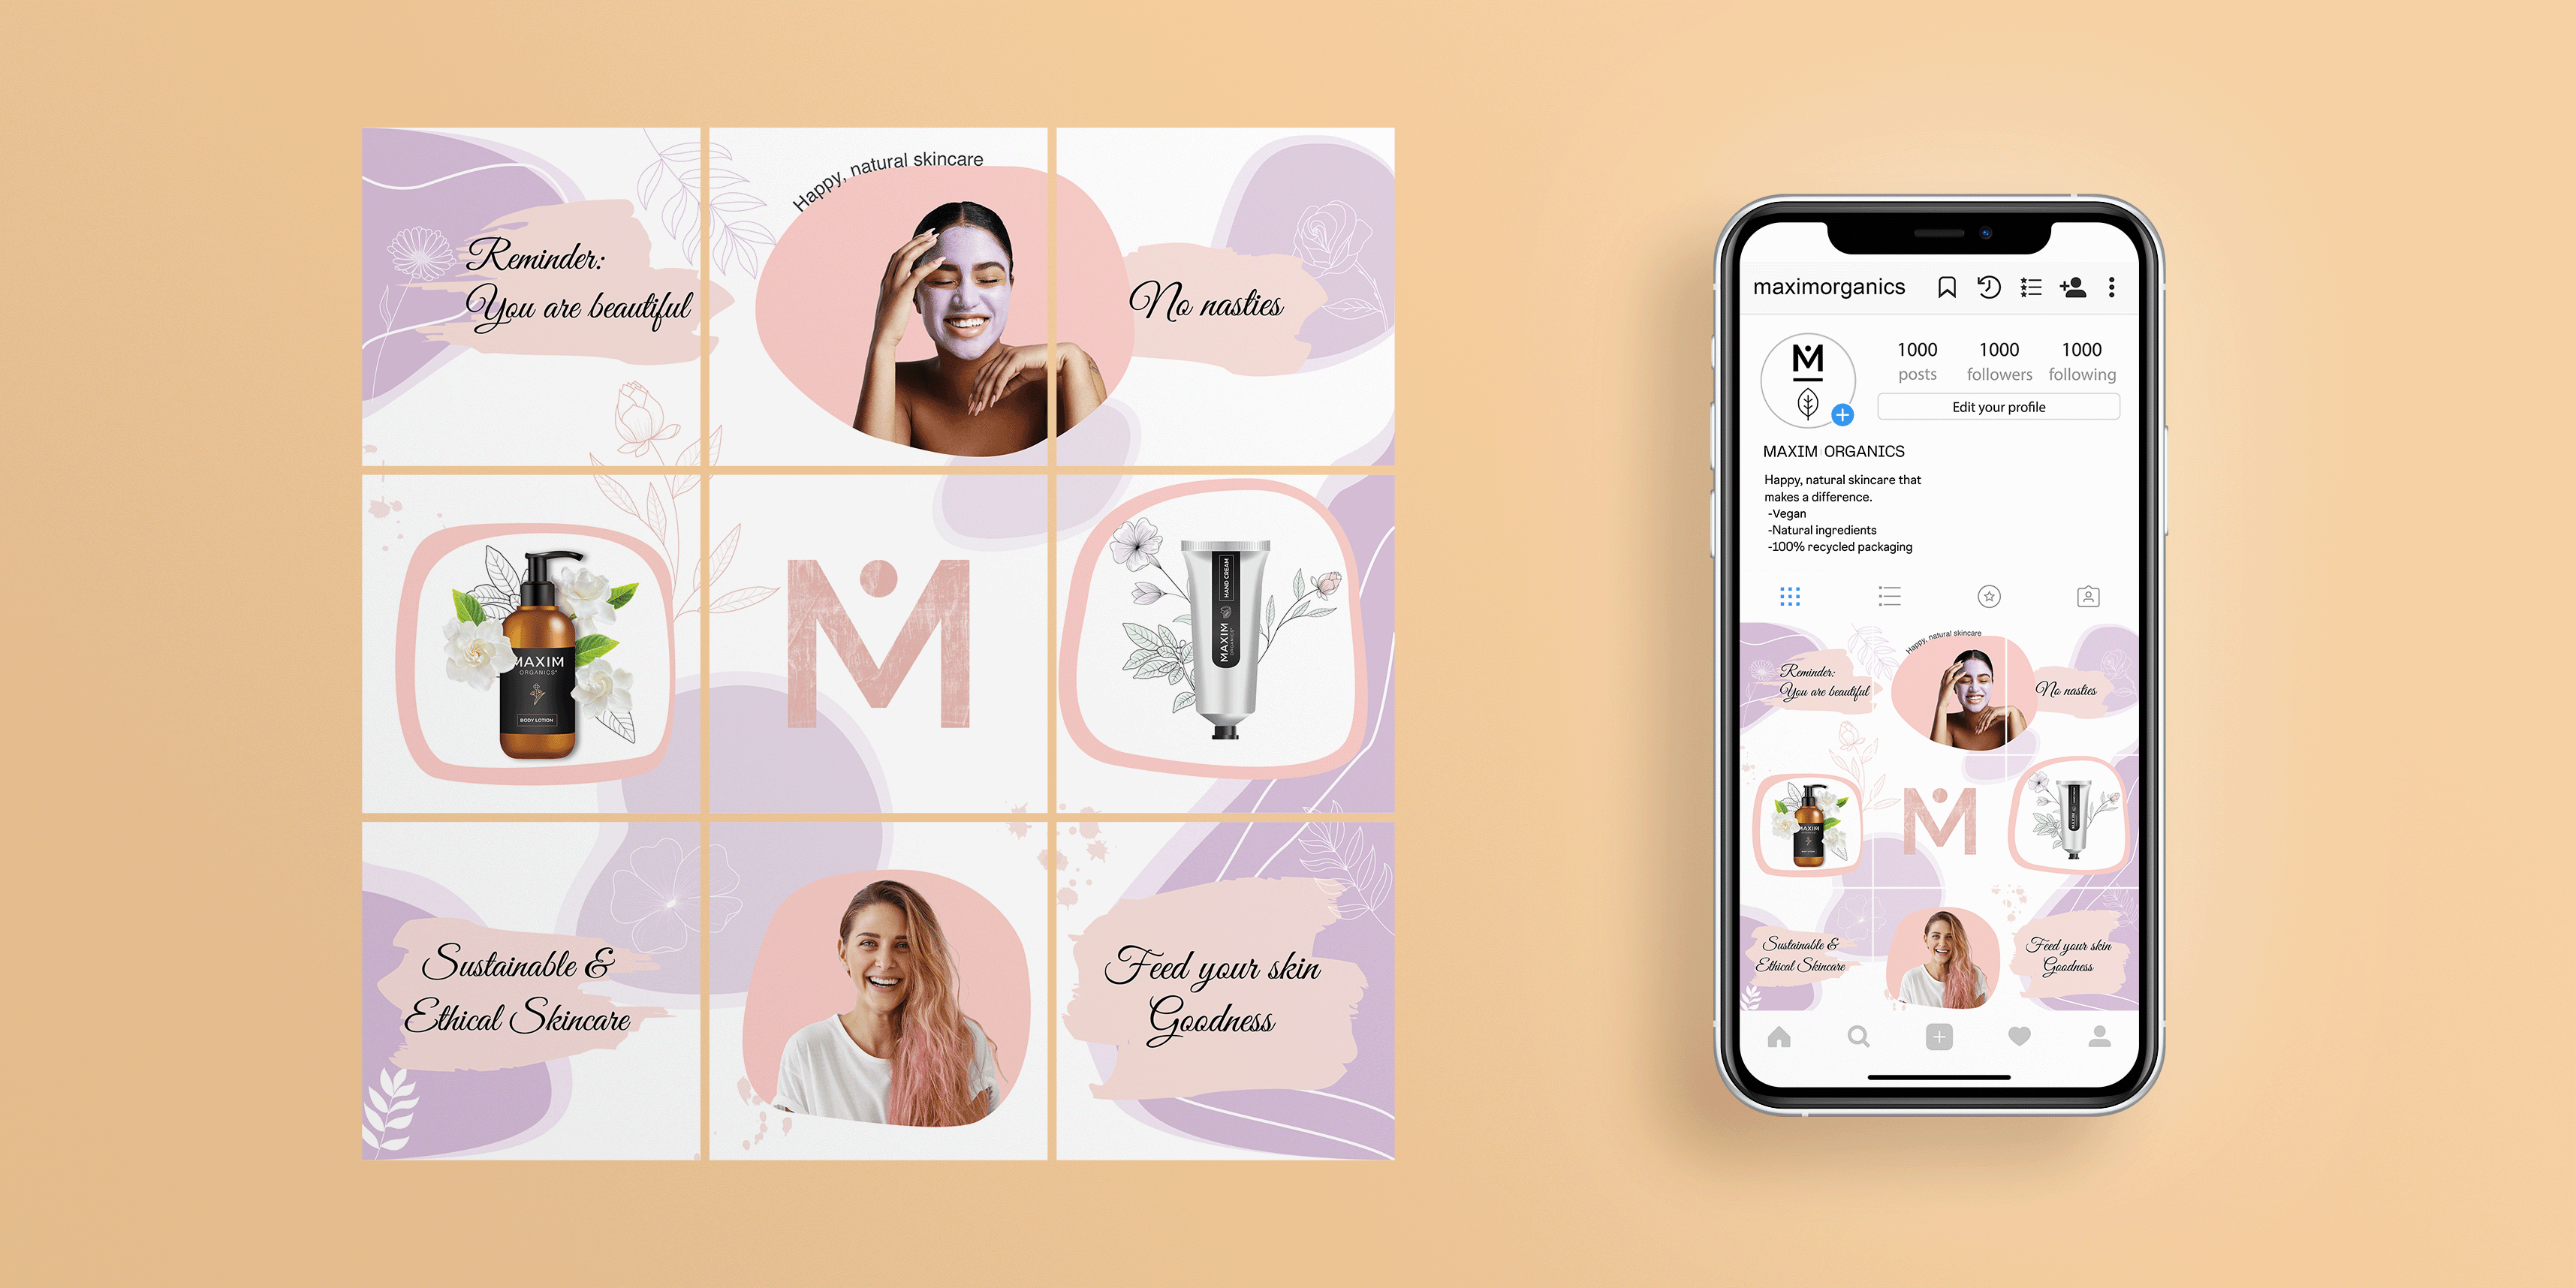 Happy, natural skincare
Reminder:
You are beautiful
No nasties
MAXIM
ORGANICS
BODY LOTION
M
MAXIM
ORGANICS
HAND CREAM
Sustainable &
Ethical Skincare
Feed your skin
Goodness
maximorganics
M
1000 1000 1000
posts followers following
Edit your profile
MAXIM ORGANICS
Happy, natural skincare that
makes a difference.
-Vegan
-Natural ingredients
-100% recycled packaging
Happy, natural skincare
Reminder:
You are beautiful
No nasties
MAXIM
M
MAXIM
Sustainable &
Ethical Skincare
Feed your skin
Goodness